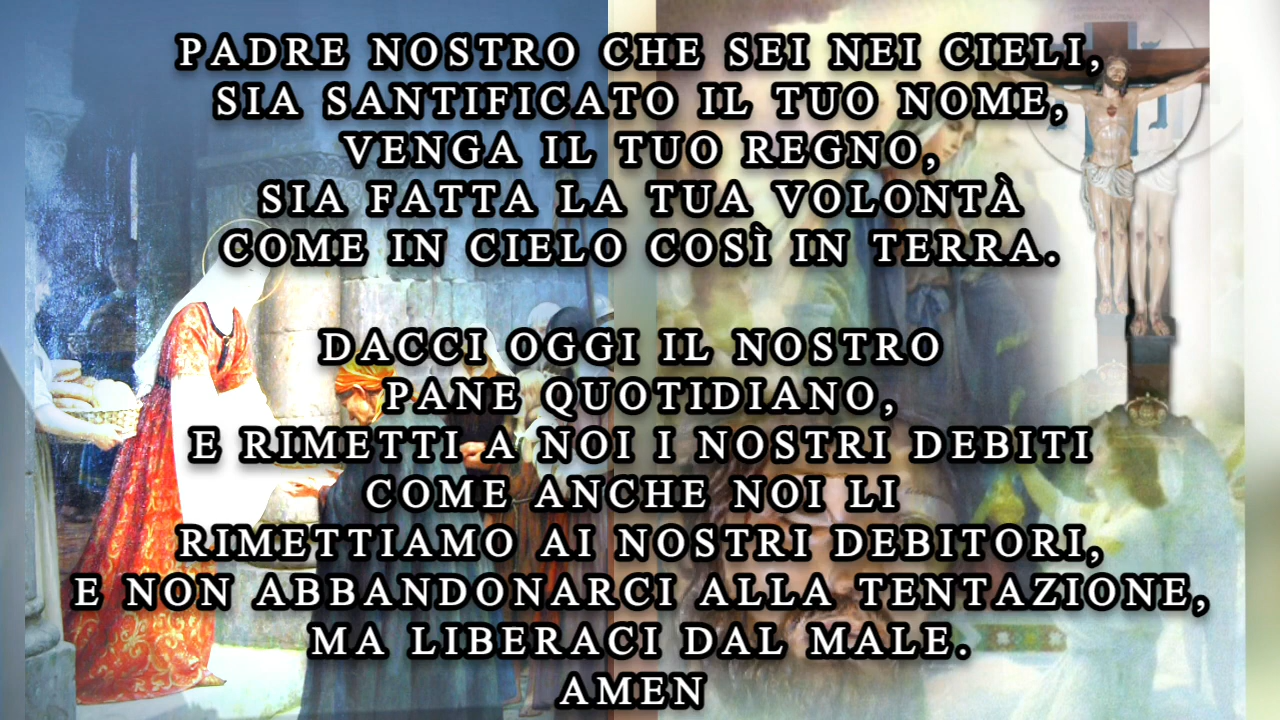 PADRE NOSTRO CHE SEI NEI CIELI,
SIA SANTIFICATO IL TUO NOME,
VENGA IL TUO REGNO,
SIA FATTA LA TUA VOLONTÀ
COME IN CIELO COSÌ IN TERRA.
DACCI OGGI IL NOSTRO
PANE QUOTIDIANO,
E RIMETTI A NOI I NOSTRI DEBITI
COME ANCHE NOI LI
RIMETTIAMO AI NOSTRI DEBITORI,
E NON ABBANDONARCI ALLA TENTAZIONE,
MA LIBERACI DAL MALE.
AMEN